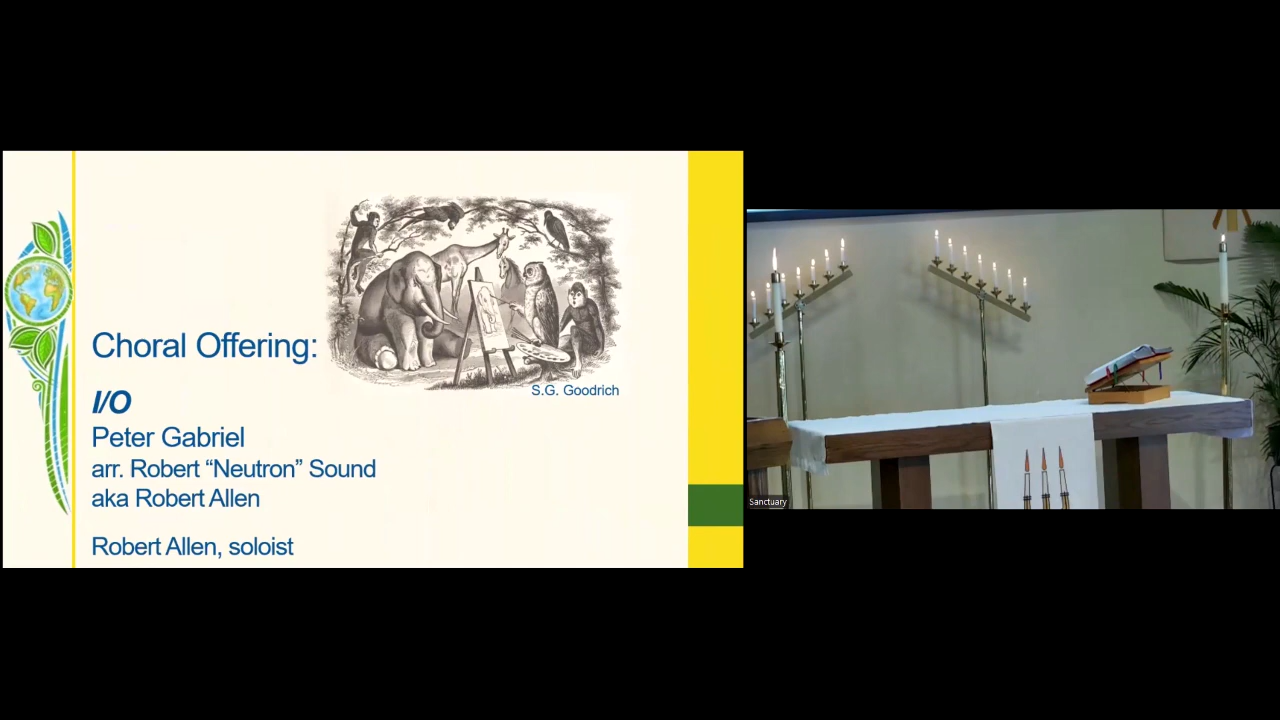 Choral Offering:
S.G. Goodrich
I/O
Peter Gabriel
arr. Robert “Neutron” Sound
aka Robert Allen
Robert Allen, soloist
Sanctuary